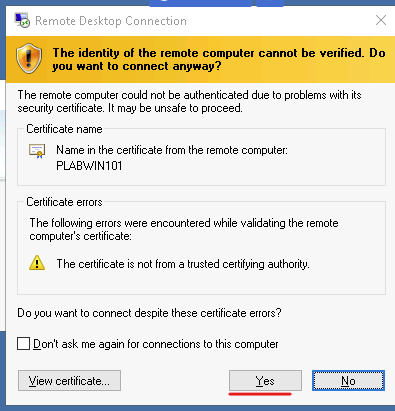 Remote Desktop Connection
The identity of the remote computer cannot be verified. Do
you want to connect anyway?
The remote computer could not be authenticated due to problems with its
security certificate. It may be unsafe to proceed.
Certificate name
Name in the certificate from the remote computer:
PLABWIN101
Certificate errors
The following errors were encountered while validating the remote
computer's certificate:
The certificate is not from a trusted certifying authority.
Do you want to connect despite these certificate errors?
Don't ask me again for connections to this computer
View certificate... Yes No